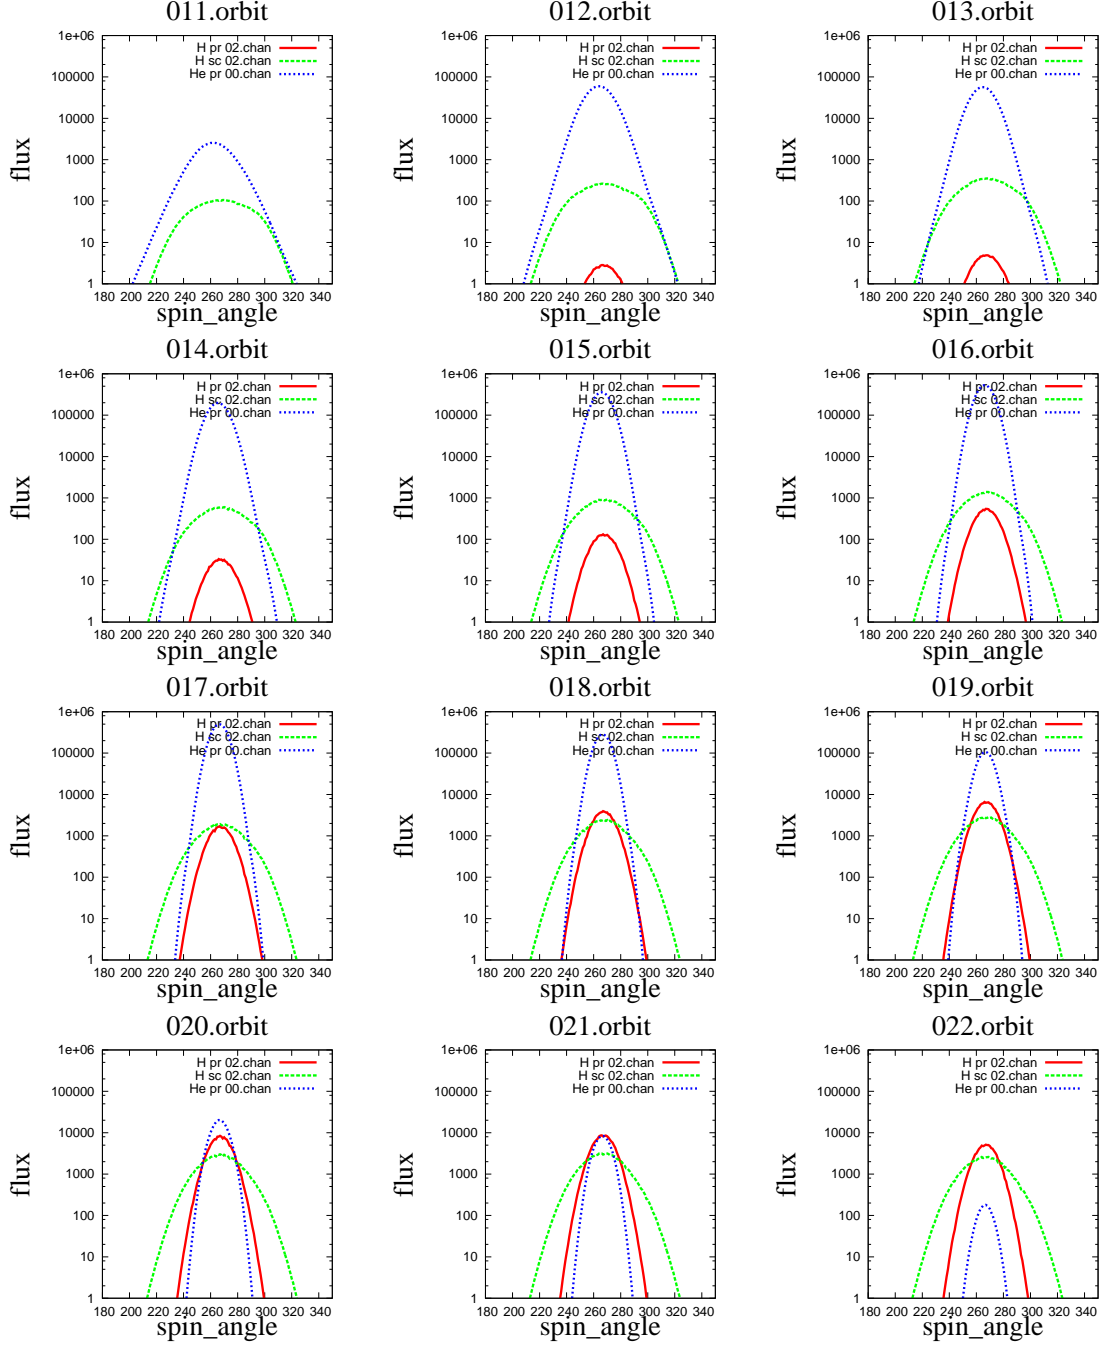 011.orbit
1e+06
100000
10000
1000
100
10
1
flux
H pr 02.chan
H sc 02.chan
He pr 00.chan
180 200 220 240 260 280 300 320 340
spin_angle
012.orbit
1e+06
100000
10000
1000
100
10
1
flux
H pr 02.chan
H sc 02.chan
He pr 00.chan
180 200 220 240 260 280 300 320 340
spin_angle
013.orbit
1e+06
100000
10000
1000
100
10
1
flux
H pr 02.chan
H sc 02.chan
He pr 00.chan
180 200 220 240 260 280 300 320 340
spin_angle
014.orbit
1e+06
100000
10000
1000
100
10
1
flux
H pr 02.chan
H sc 02.chan
He pr 00.chan
180 200 220 240 260 280 300 320 340
spin_angle
015.orbit
1e+06
100000
10000
1000
100
10
1
flux
H pr 02.chan
H sc 02.chan
He pr 00.chan
180 200 220 240 260 280 300 320 340
spin_angle
016.orbit
1e+06
100000
10000
1000
100
10
1
flux
H pr 02.chan
H sc 02.chan
He pr 00.chan
180 200 220 240 260 280 300 320 340
spin_angle
017.orbit
1e+06
100000
10000
1000
100
10
1
flux
H pr 02.chan
H sc 02.chan
He pr 00.chan
180 200 220 240 260 280 300 320 340
spin_angle
018.orbit
1e+06
100000
10000
1000
100
10
1
flux
H pr 02.chan
H sc 02.chan
He pr 00.chan
180 200 220 240 260 280 300 320 340
spin_angle
019.orbit
1e+06
100000
10000
1000
100
10
1
flux
H pr 02.chan
H sc 02.chan
He pr 00.chan
180 200 220 240 260 280 300 320 340
spin_angle
020.orbit
1e+06
100000
10000
1000
100
10
1
flux
H pr 02.chan
H sc 02.chan
He pr 00.chan
180 200 220 240 260 280 300 320 340
spin_angle
021.orbit
1e+06
100000
10000
1000
100
10
1
flux
H pr 02.chan
H sc 02.chan
He pr 00.chan
180 200 220 240 260 280 300 320 340
spin_angle
022.orbit
1e+06
100000
10000
1000
100
10
1
flux
H pr 02.chan
H sc 02.chan
He pr 00.chan
180 200 220 240 260 280 300 320 340
spin_angle